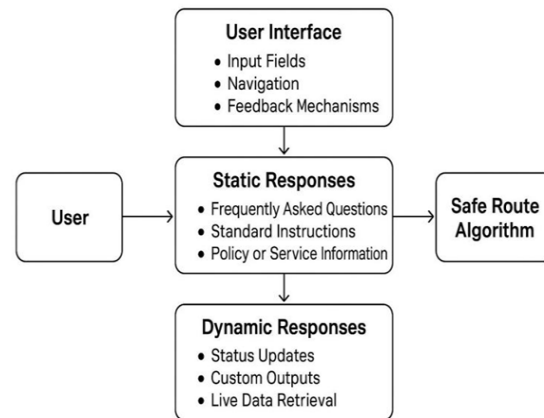 User Interface
• Input Fields
• Navigation
• Feedback Mechanisms
User
Static Responses
• Frequently Asked Questions
• Standard Instructions
• Policy or Service Information
Safe Route
Algorithm
Dynamic Responses
• Status Updates
• Custom Outputs
• Live Data Retrieval